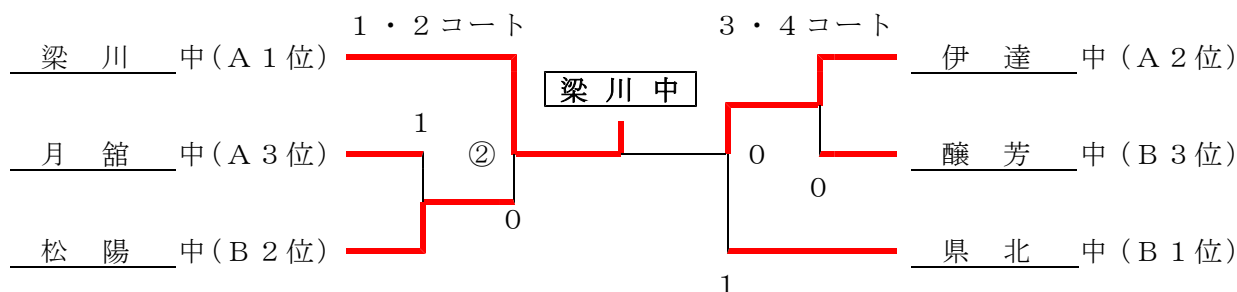 １・２コート ３・４コート
梁 川 中(Ａ１位) 伊 達 中(Ａ２位)
梁川中
1
月 舘 中(Ａ３位) ② 0 醸 芳 中(Ｂ３位)
0
0
松 陽 中(Ｂ２位) 県 北 中(Ｂ１位)
1